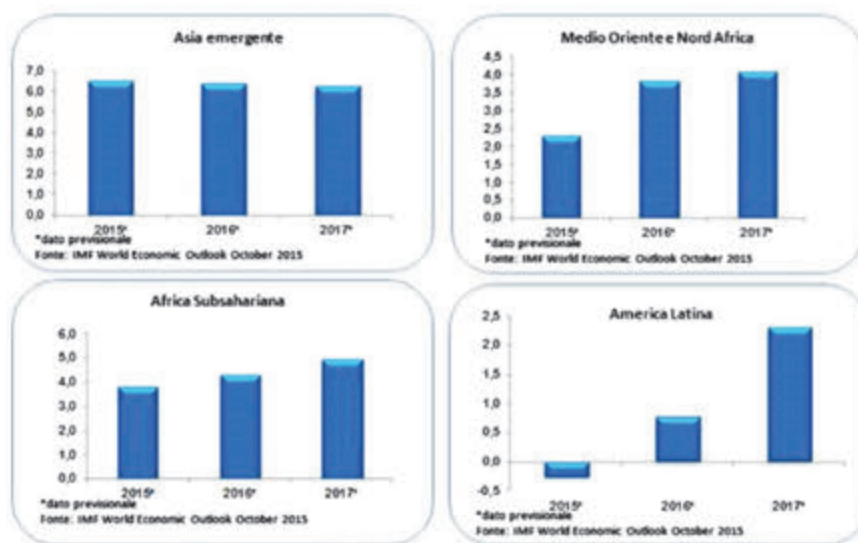 Asia emergente
7,0
6,0
5,0
4,0
3,0
2,0
1,0
0,0
2015* 2016* 2017*
*dato previsionale
Fonte: IMF World Economic Outlook October 2015
Medio Oriente e Nord Africa
4,5
4,0
3,5
3,0
2,5
2,0
1,5
1,0
0,5
0,0
2015* 2016* 2017*
*dato previsionale
Fonte: IMF World Economic Outlook October 2015
Africa Subsahariana
6,0
5,0
4,0
3,0
2,0
1,0
0,0
2015* 2016* 2017*
*dato previsionale
Fonte: IMF World Economic Outlook October 2015
America Latina
2,5
2,0
1,5
1,0
0,5
0,0
-0,5
2015* 2016* 2017*
*dato previsionale
Fonte: IMF World Economic Outlook October 2015